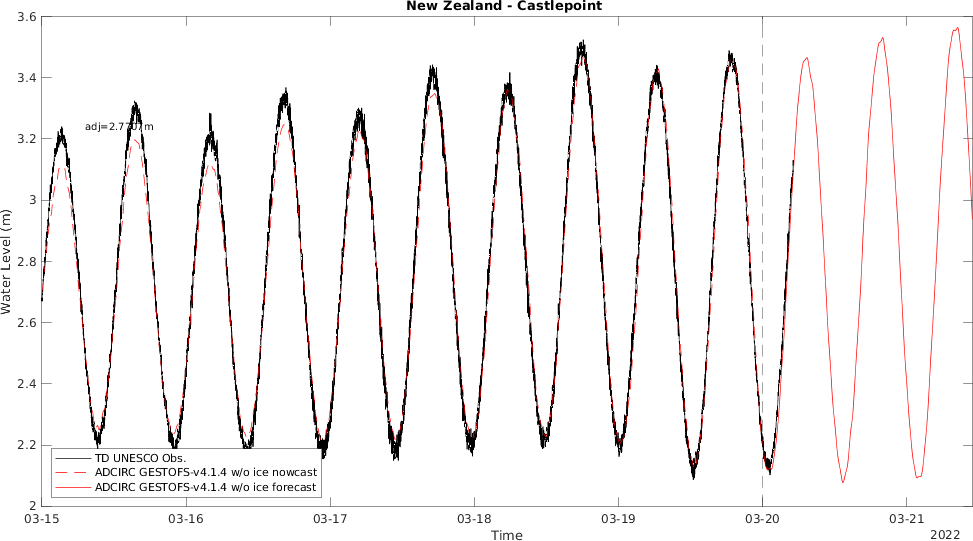 New Zealand - Castlepoint
3.6
3.4
3.2
3
2.8
2.6
2.4
2.2
2
Water Level (m)
adj=2.7707m
TD UNESCO Obs.
ADCIRC GESTOFS-v4.1.4 w/o ice nowcast
ADCIRC GESTOFS-v4.1.4 w/o ice forecast
03-15 03-16 03-17 03-18 03-19 03-20 03-21
Time
2022